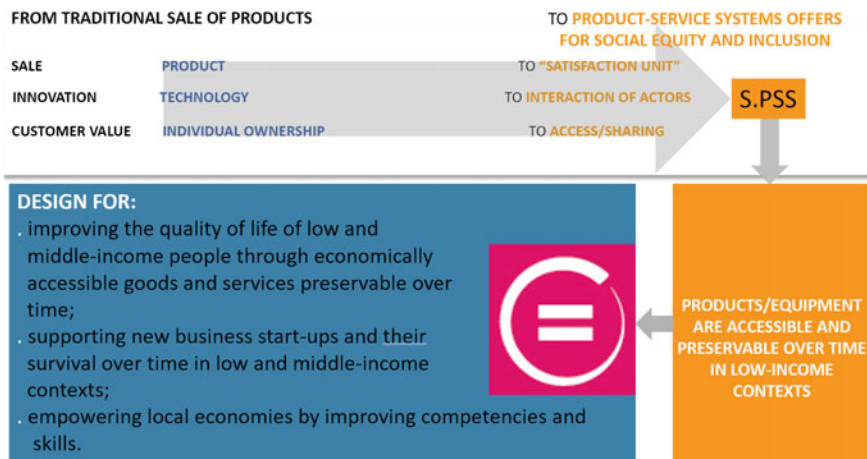 FROM TRADITIONAL SALE OF PRODUCTS
TO PRODUCT-SERVICE SYSTEMS OFFERS
FOR SOCIAL EQUITY AND INCLUSION
SALE PRODUCT TO “SATISFACTION UNIT”
INNOVATION TECHNOLOGY TO INTERACTION OF ACTORS
CUSTOMER VALUE INDIVIDUAL OWNERSHIP TO ACCESS/SHARING
S.PSS
DESIGN FOR:
. improving the quality of life of low and
middle-income people through economically
accessible goods and services preservable over
time;
. supporting new business start-ups and their
survival over time in low and middle-income
contexts;
. empowering local economies by improving competencies and
skills.
=
PRODUCTS/EQUIPMENT
ARE ACCESSIBLE AND
PRESERVABLE OVER TIME
IN LOW-INCOME
CONTEXTS